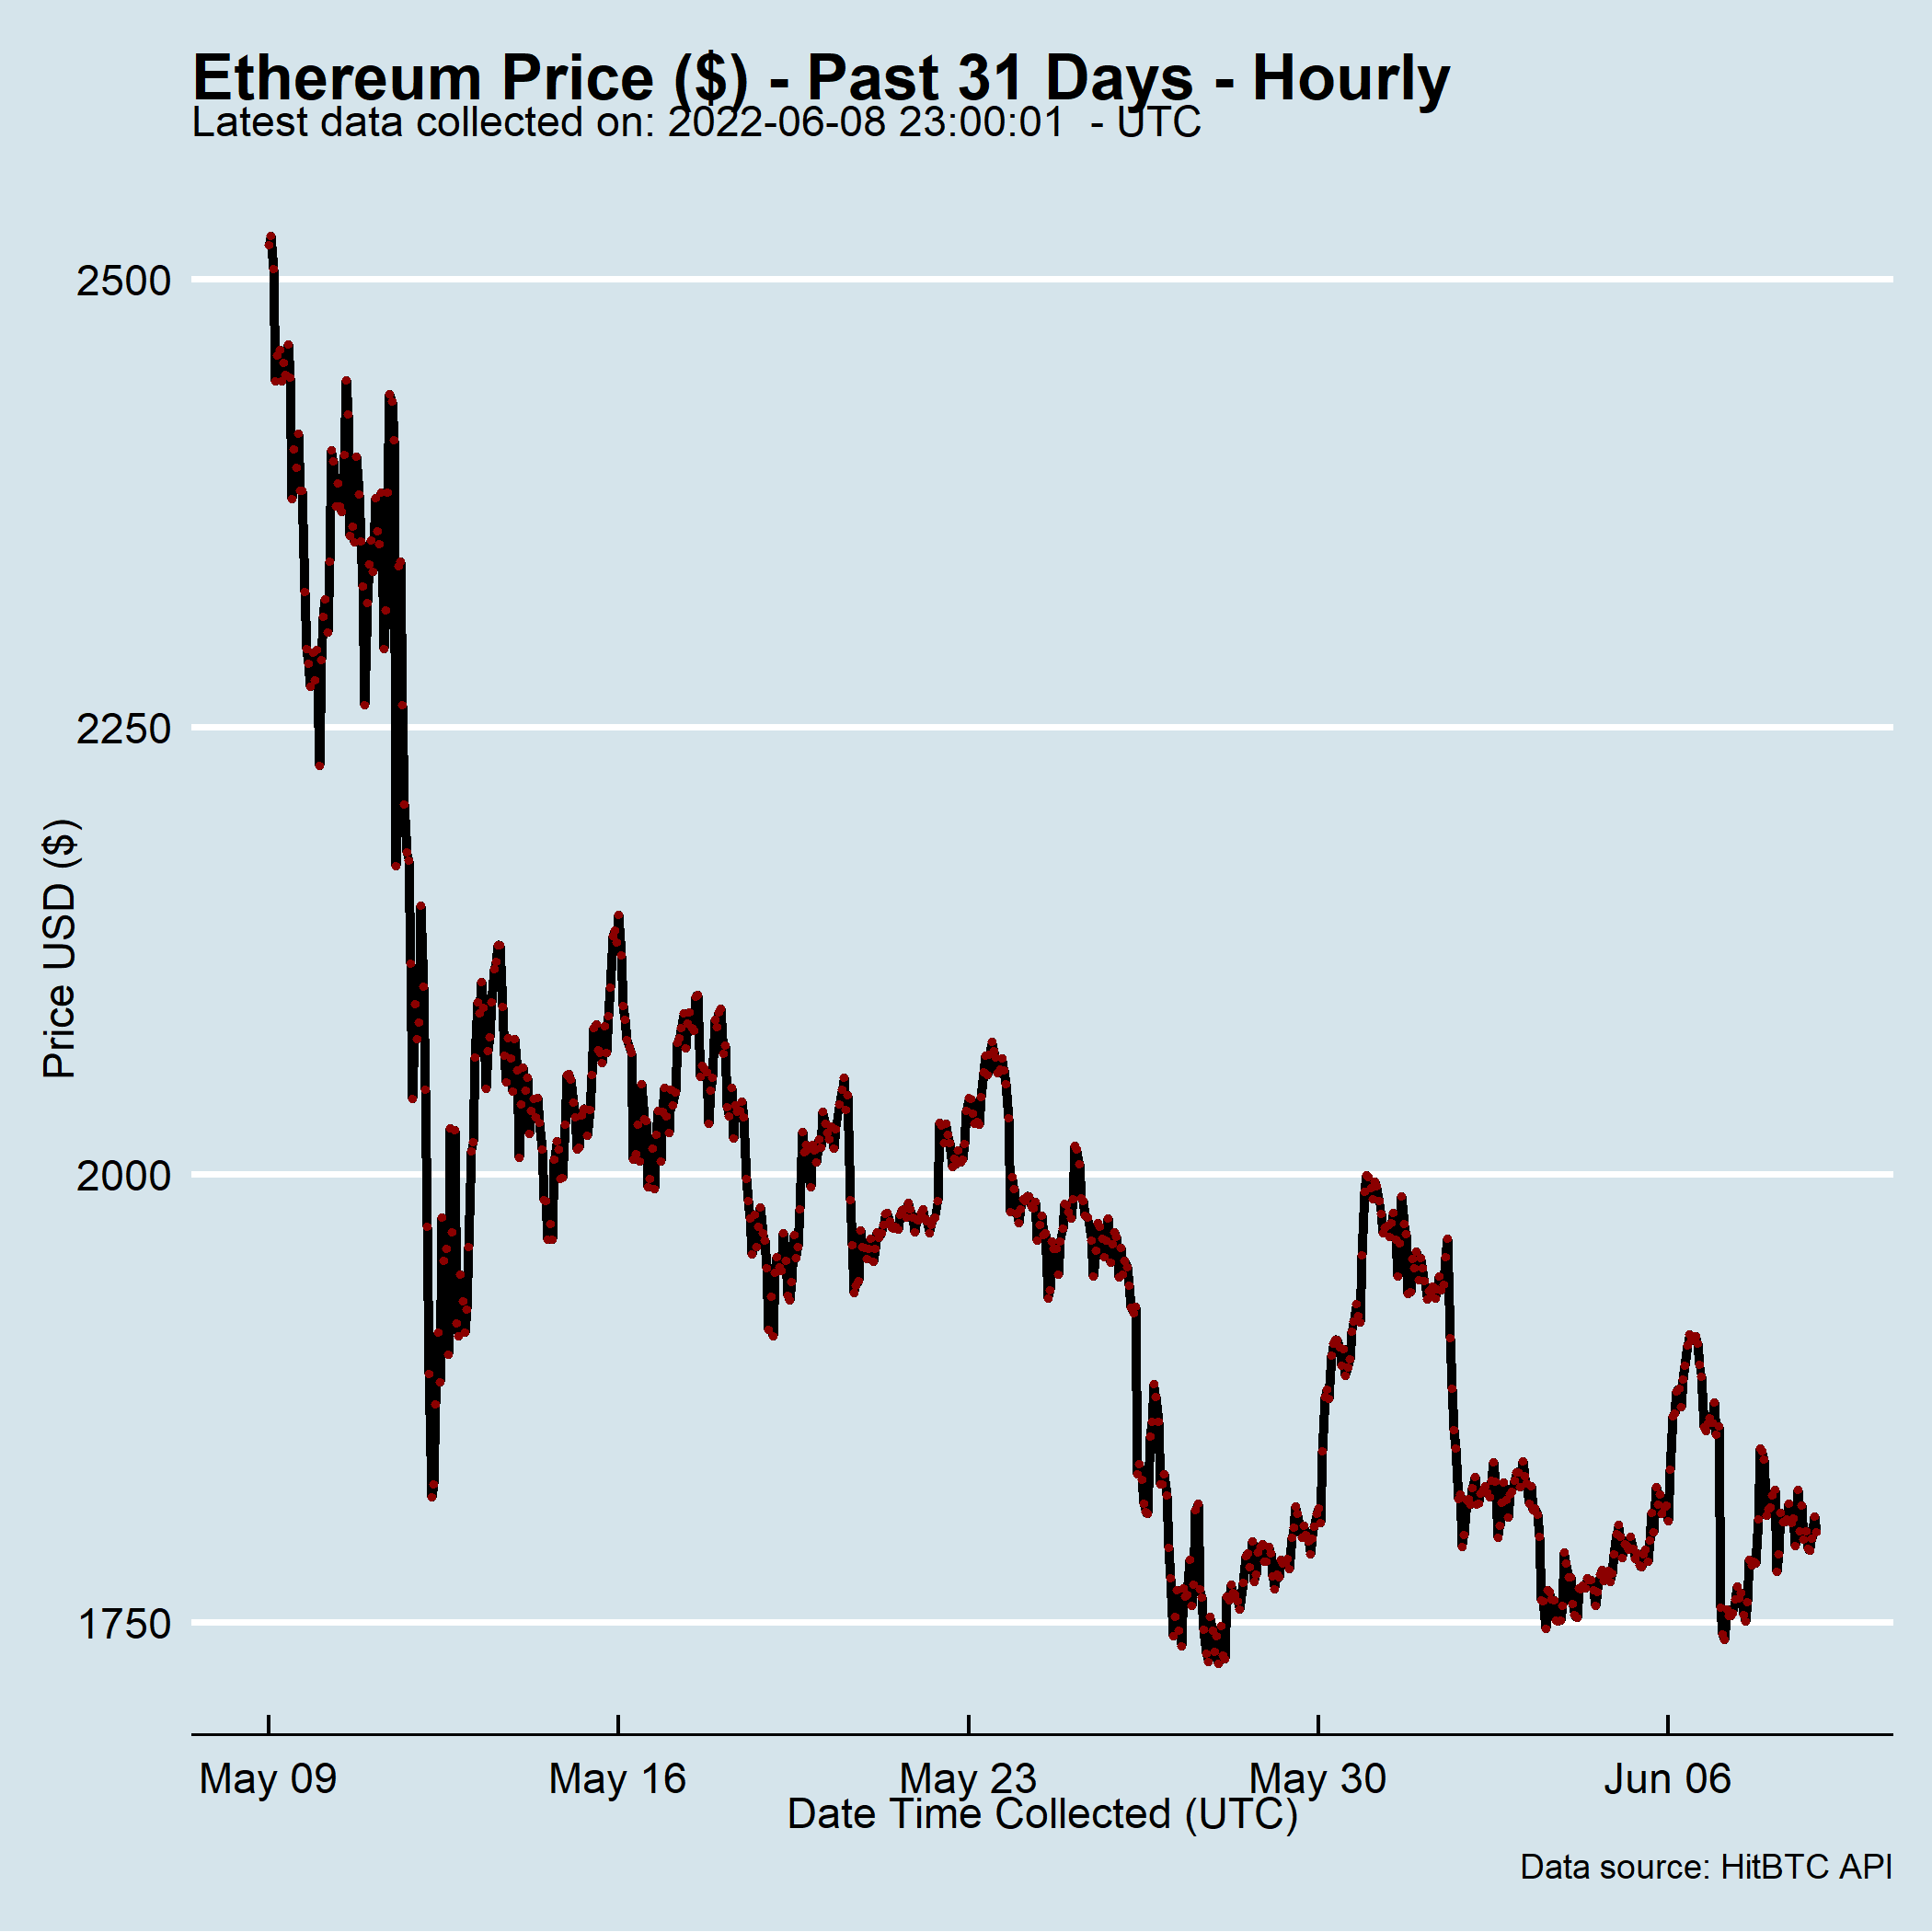 Ethereum Price ($) - Past 31 Days - Hourly
Latest data collected on: 2022-06-08 23:00:01  - UTC
2500
2250
2000
1750
Price USD ($)
May 09 May 16 May 23 May 30 Jun 06
Date Time Collected (UTC)
Data source: HitBTC API